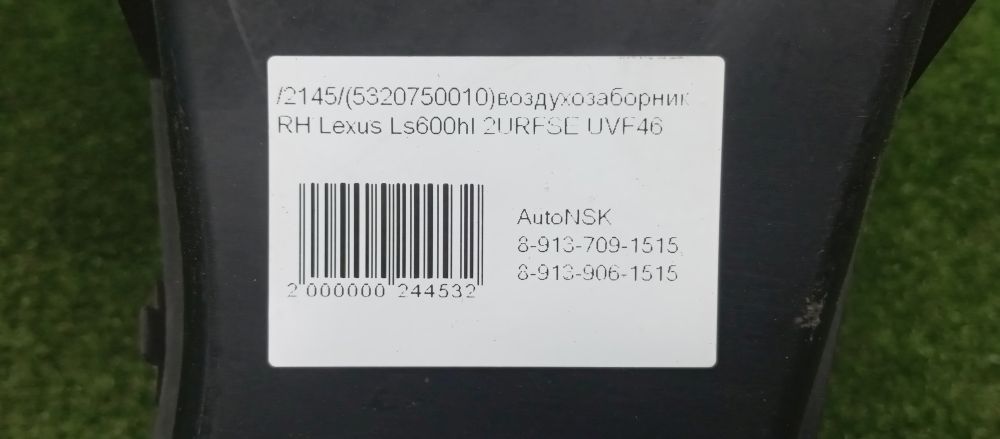 /2145/(5320750010)воздухозаборник
RH Lexus Ls600hl 2URFSE UVF46
AutoNSK
8-913-709-1515,
8-913-906-1515
2 000000 244532